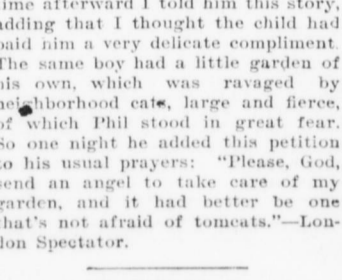 time afterward I told him this story,
adding that I thought the child had
paid him a very delicate compliment.
The same boy had a little garden of
his own, which was ravaged by
neighborhood cats, large and fierce,
of which Phil stood in great fear.
So one night he added this petition
to his usual prayers: "Please, God,
send an angel to take care of my
garden, and it had better be one
that's not afraid of tomcats."—Lon-
don Spectator.